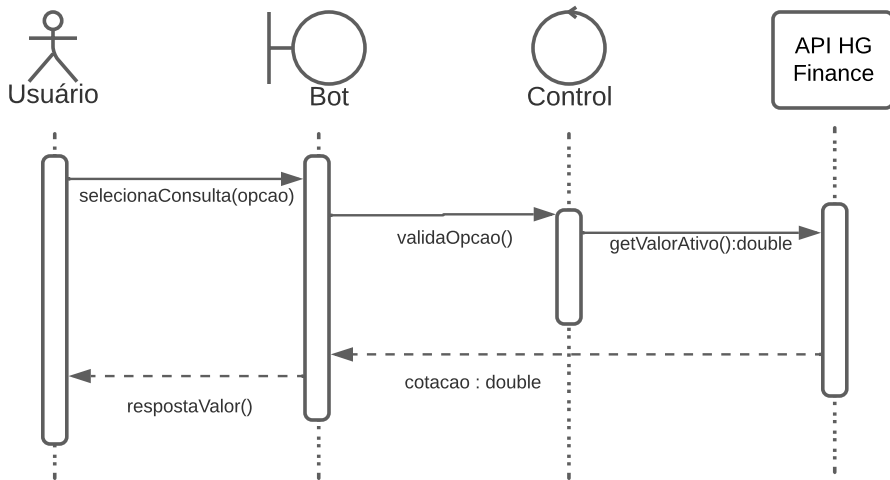 API HG
Finance
Usuário
Bot
Control
selecionaConsulta(opcao)
validaOpcao()
getValorAtivo():double
cotacao : double
respostaValor()